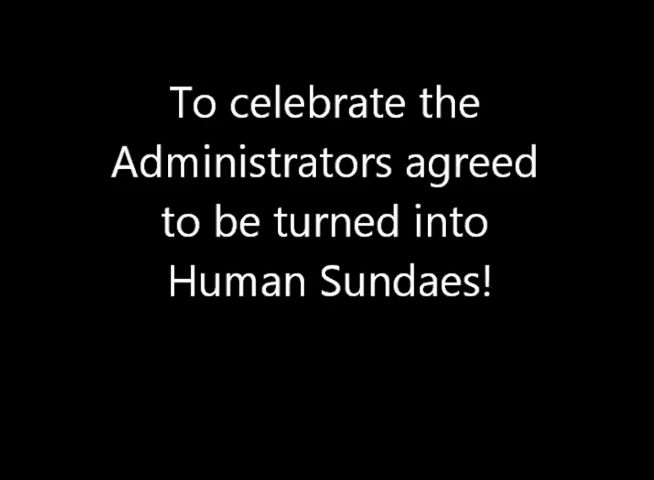 To celebrate the
Administrators agreed
to be turned into
Human Sundaes!